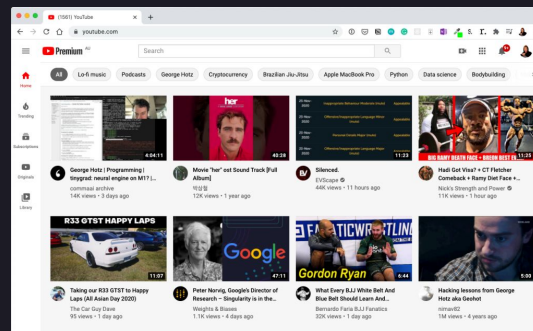 (1561) YouTube
youtube.com
Premium
Search
All
Lo-fi music
Podcasts
George Hotz
Cryptocurrency
Brazilian Jiu-Jitsu
Apple MacBook Pro
Python
Data science
Bodybuilding
Home
Trending
Subscriptions
Originals
Library
4:04:11
George Hotz | Programming |
tinygrad: neural engine on M1? |...
commaai archive
14K views • 3 days ago
her
40:28
Movie "her" ost Sound Track [Full
Album]
박삼철
12K views • 1 year ago
11:23
Silenced.
EVScape
44K views • 11 hours ago
BIG RAMY DEATH FACE +
11:25
Hadi Got Visa? + CT Fletcher
Comeback + Ramy Diet Face +...
Nick's Strength and Power
11K views • 1 hour ago
R33 GTST HAPPY LAPS
11:07
Taking our R33 GTST to Happy
Laps (All Asian Day 2020)
The Car Guy Dave
95 views • 1 day ago
Google
47:11
Peter Norvig, Google's Director of
Research – Singularity is in the...
Weights & Biases
1.1K views • 4 days ago
Gordon Ryan
6:44
What Every BJJ White Belt And
Blue Belt Should Learn And...
Bernardo Faria BJJ Fanatics
32K views • 1 day ago
5:00
Hacking lessons from George
Hotz aka Geohot
nimav82
1M views • 4 years ago